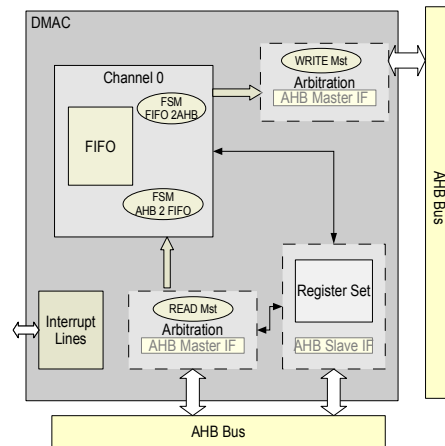 DMAC
Channel 0
FSM
FIFO 2AHB
FIFO
FSM
AHB 2 FIFO
WRITE Mst
Arbitration
AHB Master IF
AHB Bus
Register Set
AHB Slave IF
READ Mst
Arbitration
AHB Master IF
Interrupt
Lines
AHB Bus